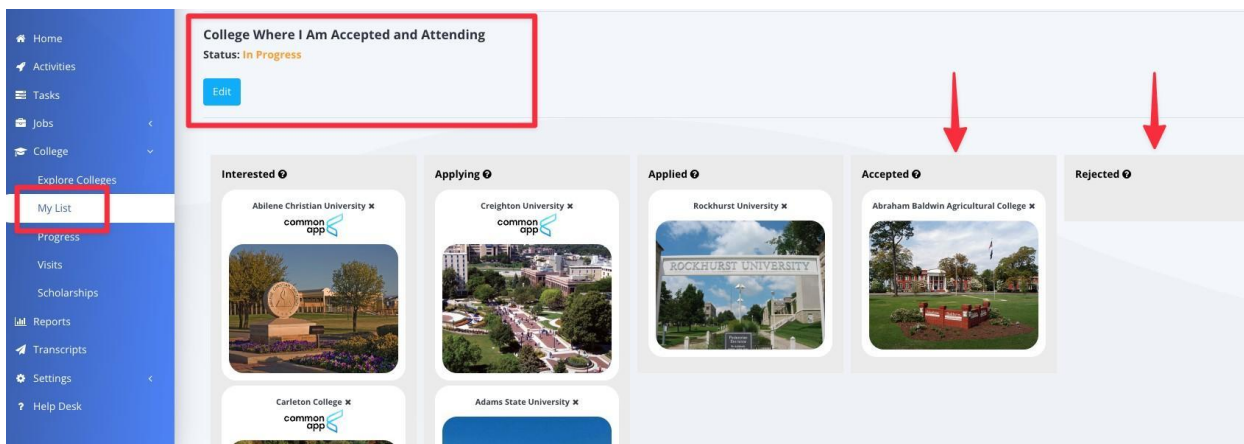 Home
Activities
Tasks
Jobs
College
Explore Colleges
My List
Progress
Visits
Scholarships
Reports
Transcripts
Settings
Help Desk
College Where I Am Accepted and Attending
Status: In Progress
Edit
Interested
Abilene Christian University
common
app
Carleton College
common
app
Applying
Creighton University
common
app
Adams State University
Applied
Rockhurst University
ROCKHURST UNIVERSITY
Accepted
Abraham Baldwin Agricultural College
Rejected